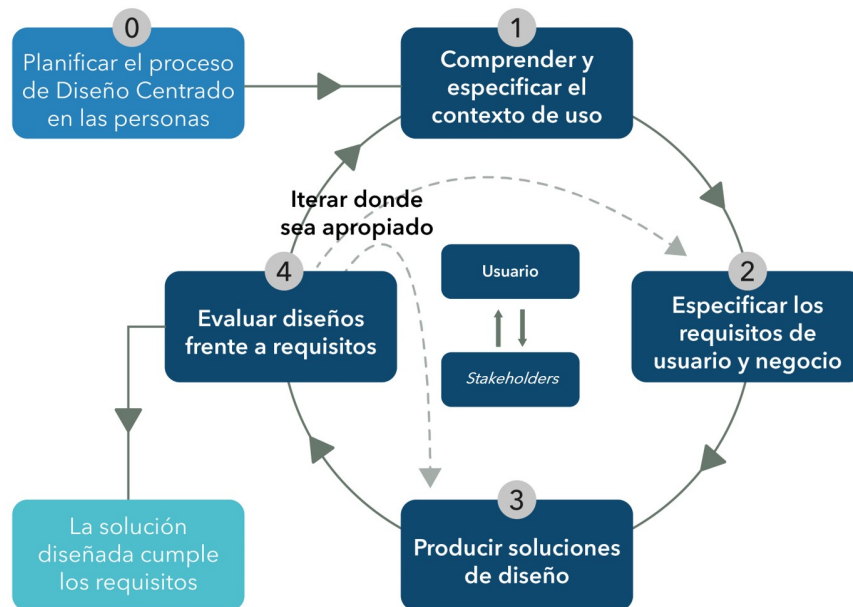 0
Planificar el proceso
de Diseño Centrado
en las personas
1
Comprender y
especificar el
contexto de uso
Iterar donde
sea apropiado
2
Especificar los
requisitos de
usuario y negocio
Usuario
Stakeholders
4
Evaluar diseños
frente a requisitos
3
Producir soluciones
de diseño
La solución
diseñada cumple
los requisitos